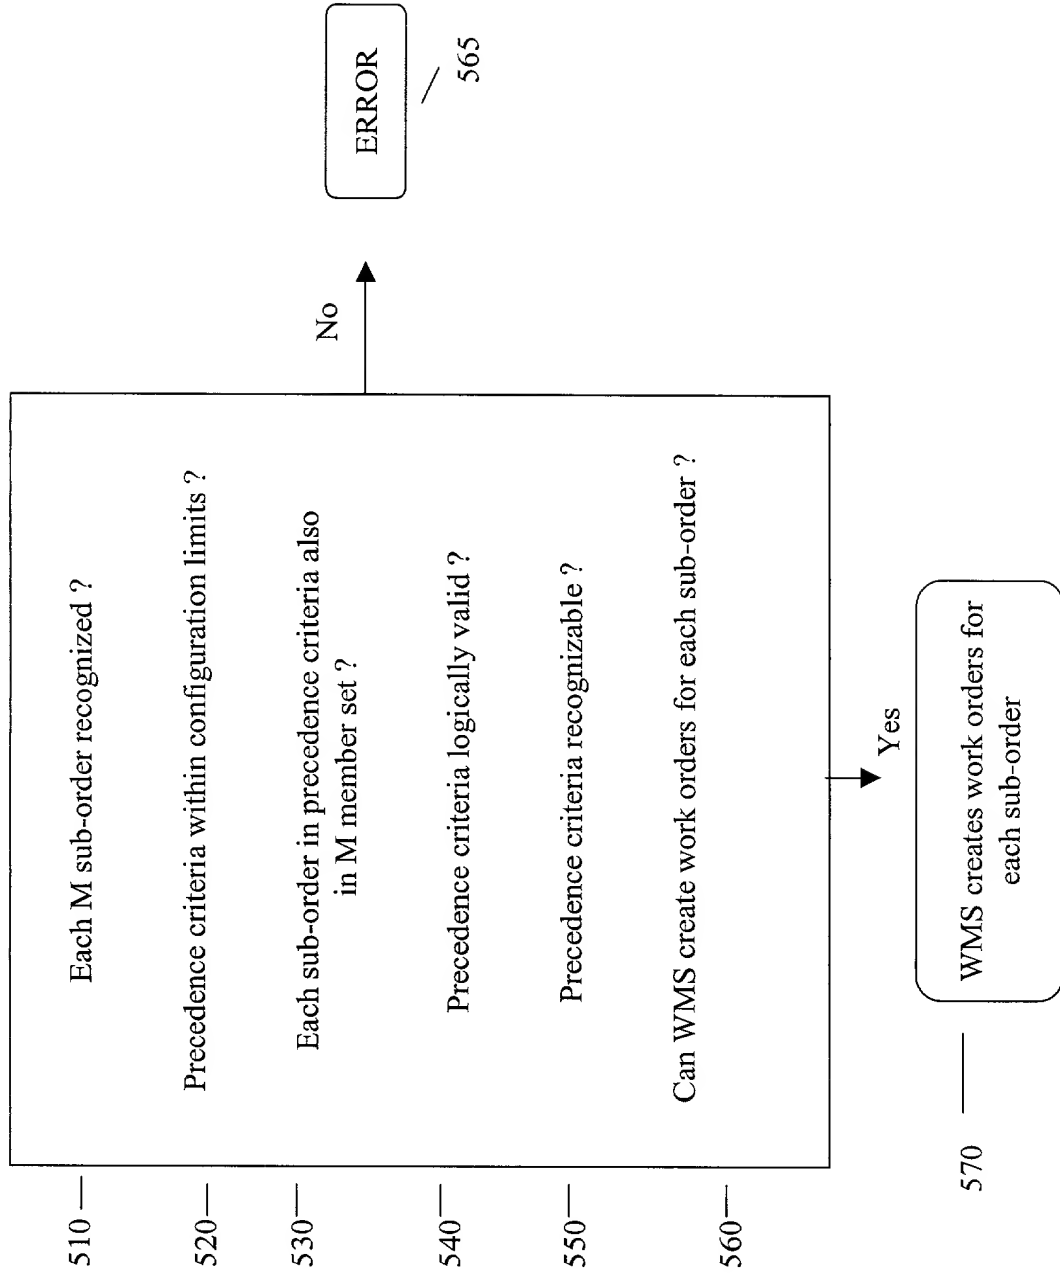 510
Each M sub-order recognized ?
520
Precedence criteria within configuration limits ?
530
Each sub-order in precedence criteria also
in M member set ?
540
Precedence criteria logically valid ?
550
Precedence criteria recognizable ?
560
Can WMS create work orders for each sub-order ?
No
ERROR
565
Yes
570
WMS creates work orders for
each sub-order